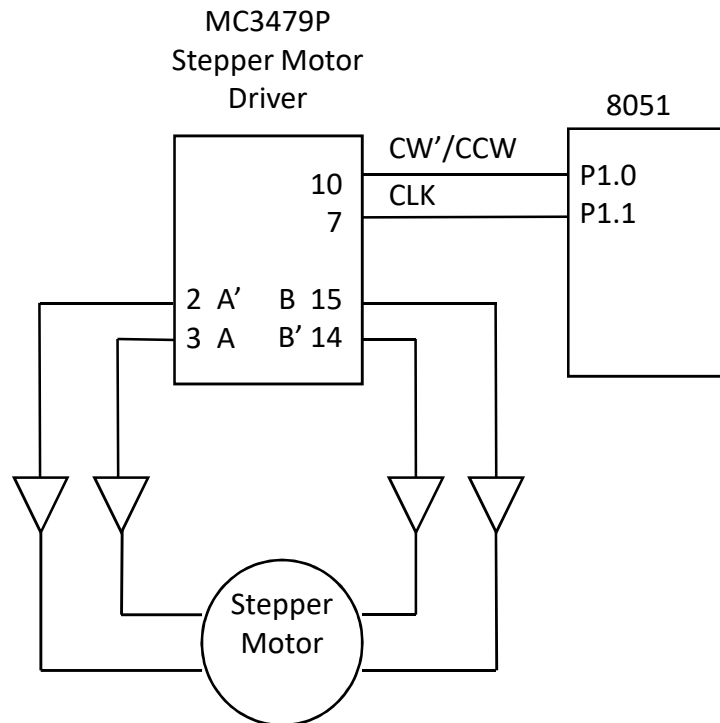 MC3479P
Stepper Motor
Driver
8051
CW’/CCW
10
P1.0
CLK
7
P1.1
2 A’ B 15
3 A B’ 14
Stepper
Motor